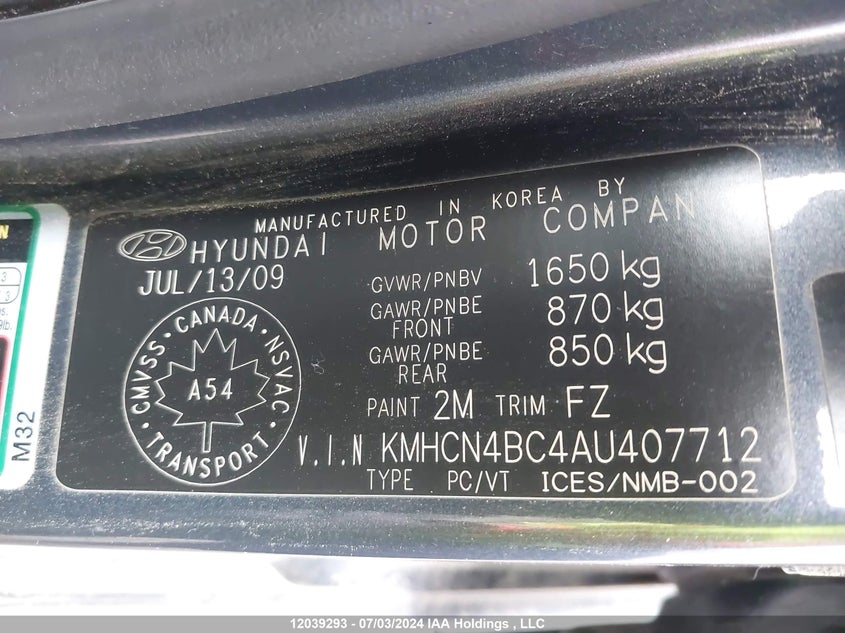 MANUFACTURED IN KOREA BY
HYUNDAI MOTOR COMPAN
JUL/13/09
GVWR/PNBV 1650 kg
GAWR/PNBE FRONT 870 kg
GAWR/PNBE REAR 850 kg
PAINT 2M TRIM FZ
V.I.N KMHCN4BC4AU407712
TYPE PC/VT ICES/NMB-002
CMVSS · CANADA · NSVAC · TRANSPORT ·
A54
M32
12039293 - 07/03/2024 IAA Holdings , LLC